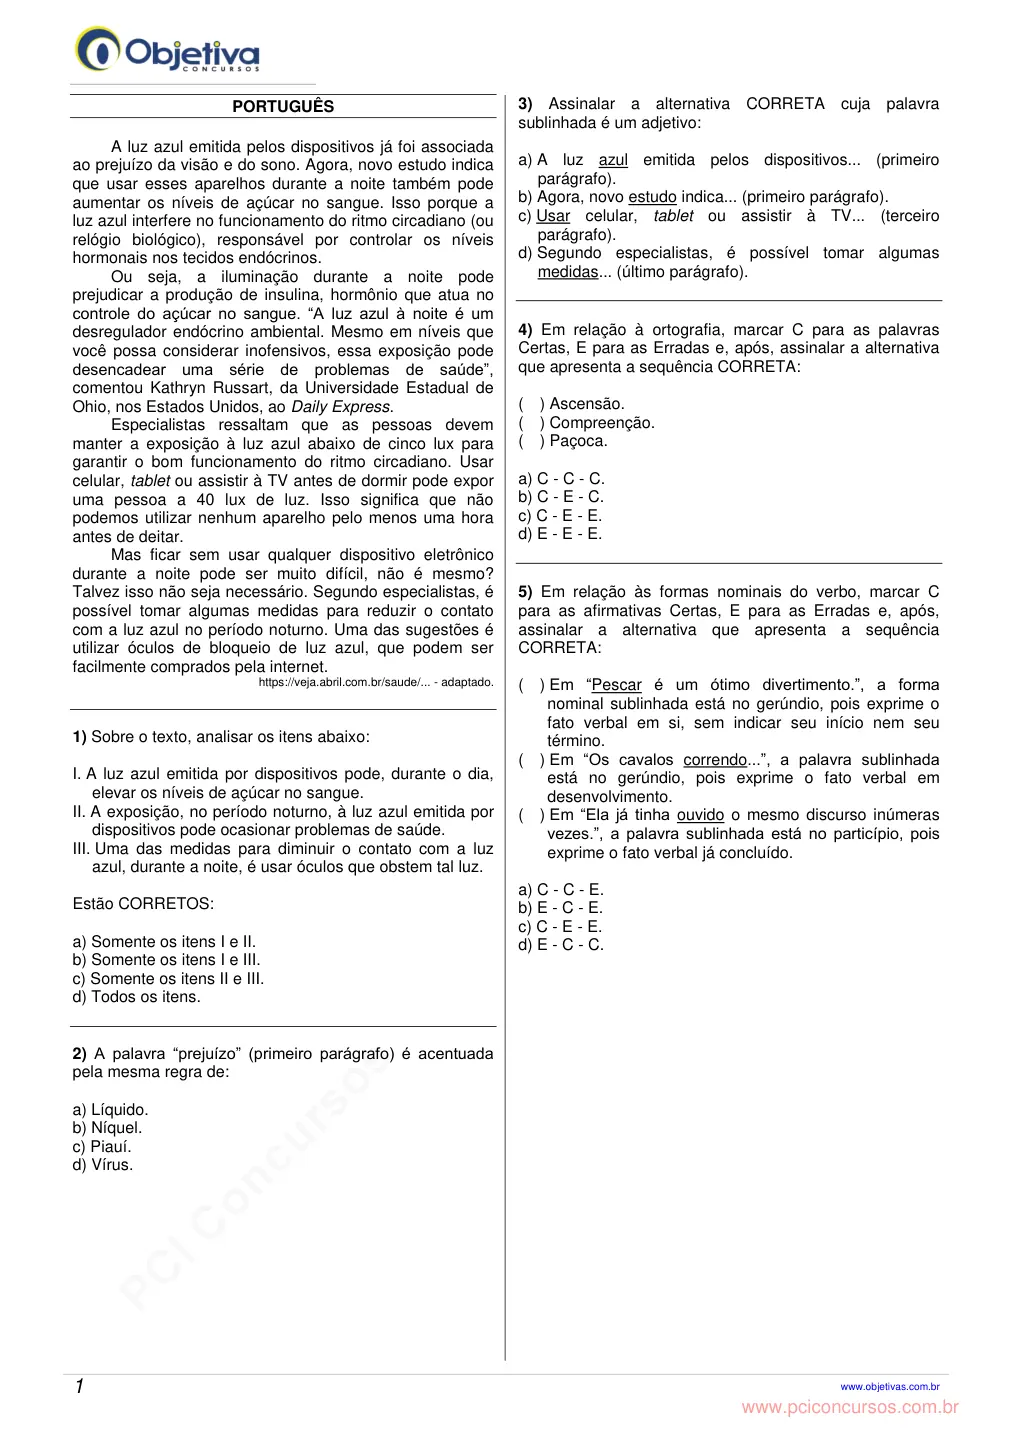 Objetiva
CONCURSOS
PORTUGUÊS
A luz azul emitida pelos dispositivos já foi associada
ao prejuízo da visão e do sono. Agora, novo estudo indica
que usar esses aparelhos durante a noite também pode
aumentar os níveis de açúcar no sangue. Isso porque a
luz azul interfere no funcionamento do ritmo circadiano (ou
relógio biológico), responsável por controlar os níveis
hormonais nos tecidos endócrinos.
Ou seja, a iluminação durante a noite pode
prejudicar a produção de insulina, hormônio que atua no
controle do açúcar no sangue. “A luz azul à noite é um
desregulador endócrino ambiental. Mesmo em níveis que
você possa considerar inofensivos, essa exposição pode
desencadear uma série de problemas de saúde”,
comentou Kathryn Russart, da Universidade Estadual de
Ohio, nos Estados Unidos, ao Daily Express.
Especialistas ressaltam que as pessoas devem
manter a exposição à luz azul abaixo de cinco lux para
garantir o bom funcionamento do ritmo circadiano. Usar
celular, tablet ou assistir à TV antes de dormir pode expor
uma pessoa a 40 lux de luz. Isso significa que não
podemos utilizar nenhum aparelho pelo menos uma hora
antes de deitar.
Mas ficar sem usar qualquer dispositivo eletrônico
durante a noite pode ser muito difícil, não é mesmo?
Talvez isso não seja necessário. Segundo especialistas, é
possível tomar algumas medidas para reduzir o contato
com a luz azul no período noturno. Uma das sugestões é
utilizar óculos de bloqueio de luz azul, que podem ser
facilmente comprados pela internet.
https://veja.abril.com.br/saude/... - adaptado.
1) Sobre o texto, analisar os itens abaixo:
I. A luz azul emitida por dispositivos pode, durante o dia,
elevar os níveis de açúcar no sangue.
II. A exposição, no período noturno, à luz azul emitida por
dispositivos pode ocasionar problemas de saúde.
III. Uma das medidas para diminuir o contato com a luz
azul, durante a noite, é usar óculos que obstem tal luz.
Estão CORRETOS:
a) Somente os itens I e II.
b) Somente os itens I e III.
c) Somente os itens II e III.
d) Todos os itens.
2) A palavra “prejuízo” (primeiro parágrafo) é acentuada
pela mesma regra de:
a) Líquido.
b) Níquel.
c) Piauí.
d) Vírus.
3) Assinalar a alternativa CORRETA cuja palavra
sublinhada é um adjetivo:
a) A luz azul emitida pelos dispositivos... (primeiro
parágrafo).
b) Agora, novo estudo indica... (primeiro parágrafo).
c) Usar celular, tablet ou assistir à TV... (terceiro
parágrafo).
d) Segundo especialistas, é possível tomar algumas
medidas... (último parágrafo).
4) Em relação à ortografia, marcar C para as palavras
Certas, E para as Erradas e, após, assinalar a alternativa
que apresenta a sequência CORRETA:
( ) Ascensão.
( ) Compreenção.
( ) Paçoca.
a) C - C - C.
b) C - E - C.
c) C - E - E.
d) E - E - E.
5) Em relação às formas nominais do verbo, marcar C
para as afirmativas Certas, E para as Erradas e, após,
assinalar a alternativa que apresenta a sequência
CORRETA:
( ) Em “Pescar é um ótimo divertimento.”, a forma
nominal sublinhada está no gerúndio, pois exprime o
fato verbal em si, sem indicar seu início nem seu
término.
( ) Em “Os cavalos correndo...”, a palavra sublinhada
está no gerúndio, pois exprime o fato verbal em
desenvolvimento.
( ) Em “Ela já tinha ouvido o mesmo discurso inúmeras
vezes.”, a palavra sublinhada está no particípio, pois
exprime o fato verbal já concluído.
a) C - C - E.
b) E - C - E.
c) C - E - E.
d) E - C - C.
PCI Concursos
1
www.objetivas.com.br
www.pciconcursos.com.br